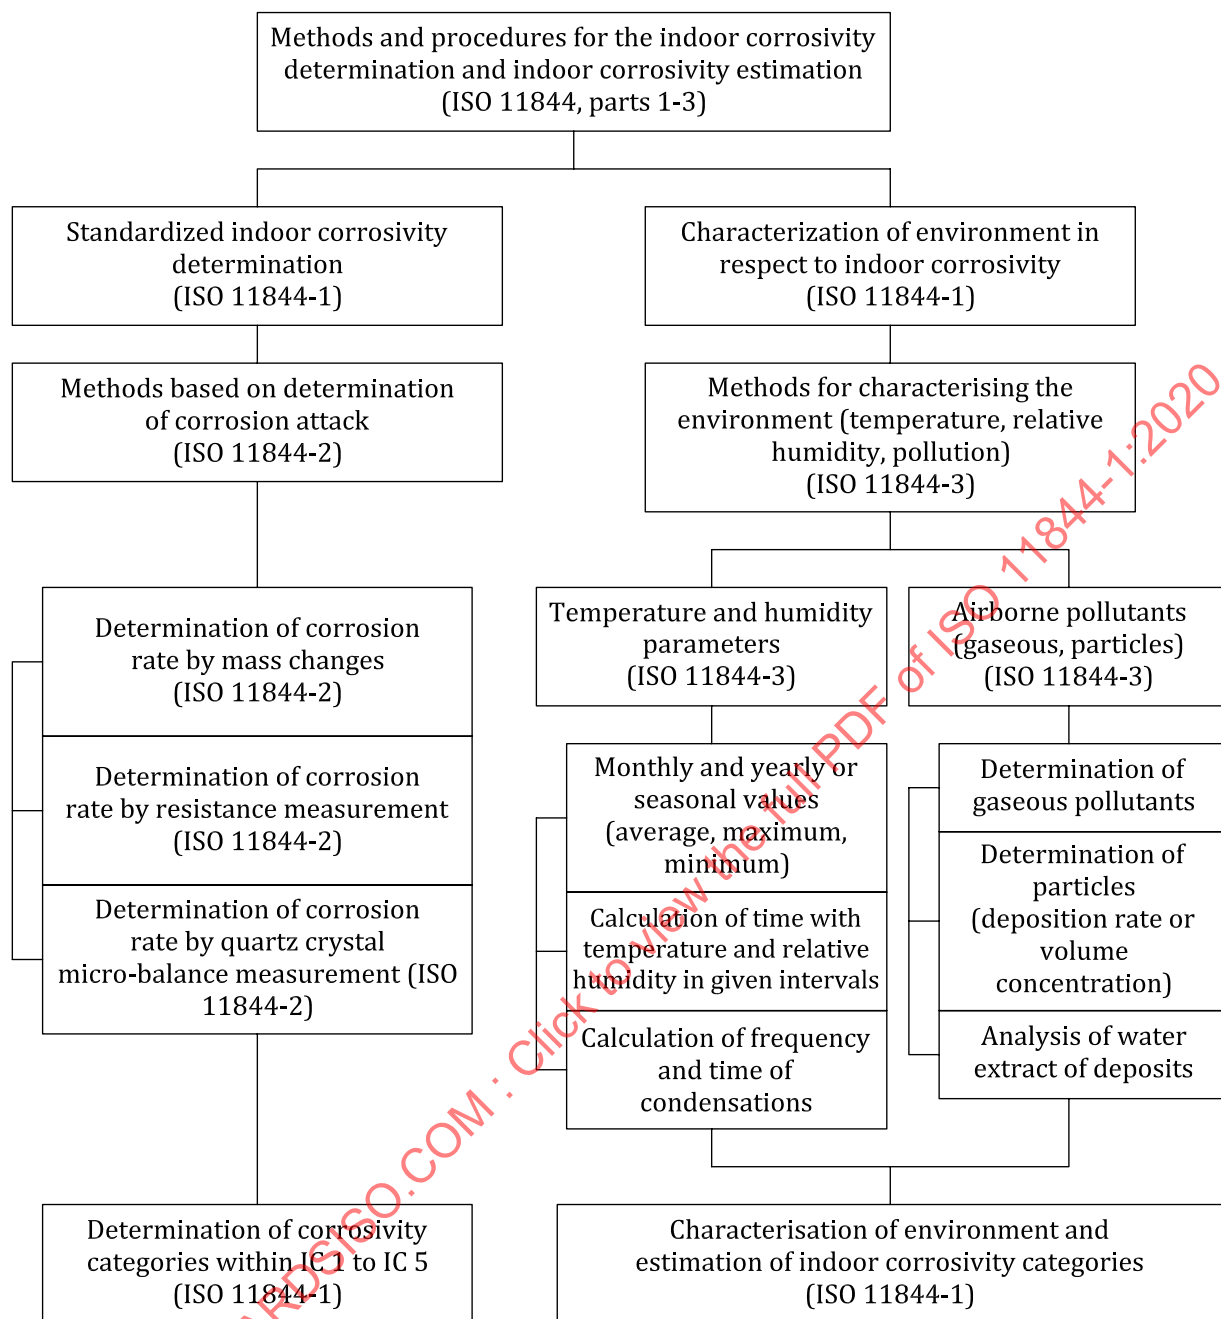 Methods and procedures for the indoor corrosivity
determination and indoor corrosivity estimation
(ISO 11844, parts 1-3)
Standardized indoor corrosivity
determination
(ISO 11844-1)
Characterization of environment in
respect to indoor corrosivity
(ISO 11844-1)
Methods based on determination
of corrosion attack
(ISO 11844-2)
Methods for characterising the
environment (temperature, relative
humidity, pollution)
(ISO 11844-3)
Determination of corrosion
rate by mass changes
(ISO 11844-2)
Determination of corrosion
rate by resistance measurement
(ISO 11844-2)
Determination of corrosion
rate by quartz crystal
micro-balance measurement (ISO
11844-2)
Temperature and humidity
parameters
(ISO 11844-3)
Monthly and yearly or
seasonal values
(average, maximum,
minimum)
Calculation of time with
temperature and relative
humidity in given intervals
Calculation of frequency
and time of
condensations
Airborne pollutants
(gaseous, particles)
(ISO 11844-3)
Determination of
gaseous pollutants
Determination of
particles
(deposition rate or
volume
concentration)
Analysis of water
extract of deposits
Determination of corrosivity
categories within IC 1 to IC 5
(ISO 11844-1)
Characterisation of environment and
estimation of indoor corrosivity categories
(ISO 11844-1)
ARDSISO.COM : Click to view the full PDF of ISO 11844-1:2020